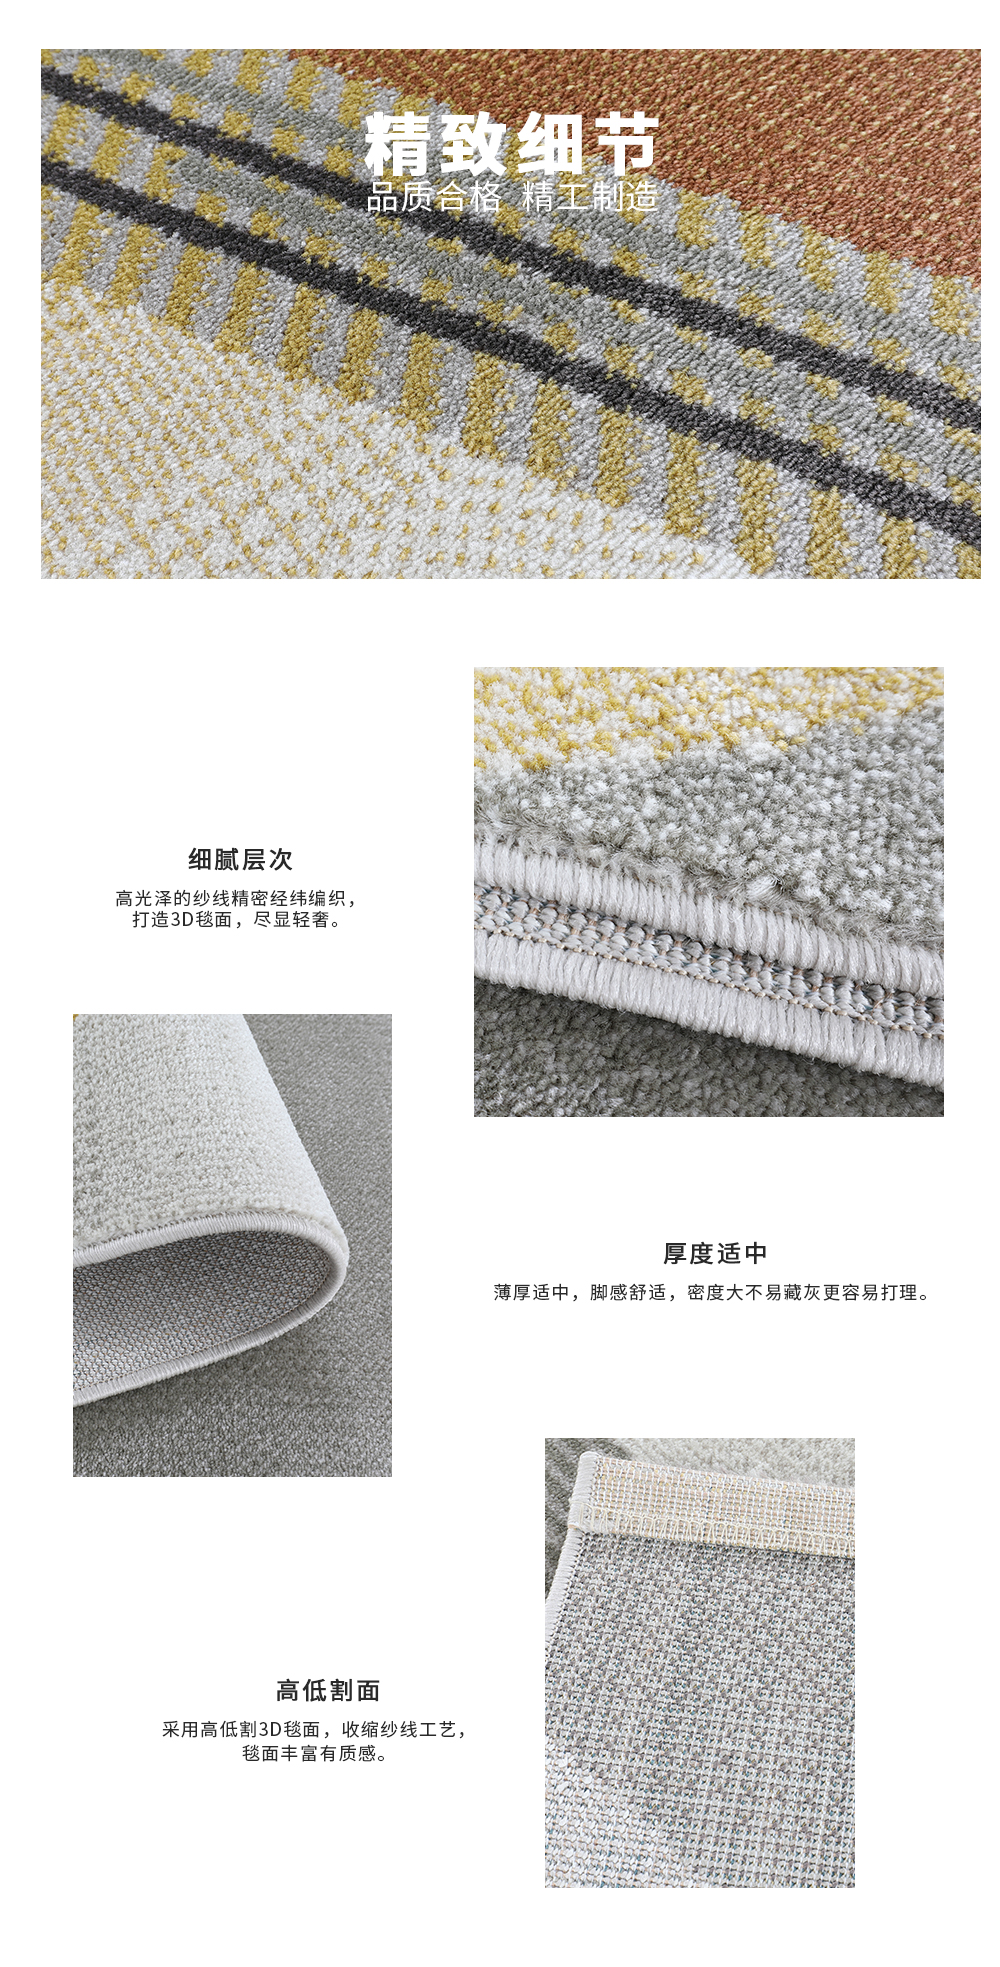 精致细节
品质合格 精工制造
细腻层次
高光泽的纱线精密经纬编织，
打造3D毯面，尽显轻奢。
厚度适中
薄厚适中，脚感舒适，密度大不易藏灰更容易打理。
高低割面
采用高低割3D毯面，收缩纱线工艺，
毯面丰富有质感。